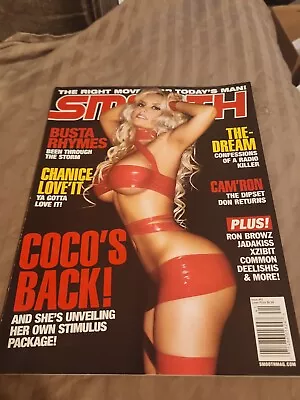 THE RIGHT MOVES FOR TODAY'S MAN!
SMOOTH
BUSTA
RHYMES
BEEN THROUGH
THE STORM
CHANICE
LOVE'IT
YA GOTTA
LOVE IT!
COCO'S
BACK!
AND SHE'S UNVEILING
HER OWN STIMULUS
PACKAGE!
THE-
DREAM
CONFESSIONS
OF A RADIO
KILLER
CAM'RON
THE DIPSET
DON RETURNS
PLUS!
RON BROWZ
JADAKISS
XZIBIT
COMMON
DEELISHIS
& MORE!
SMOOTHMAG.COM